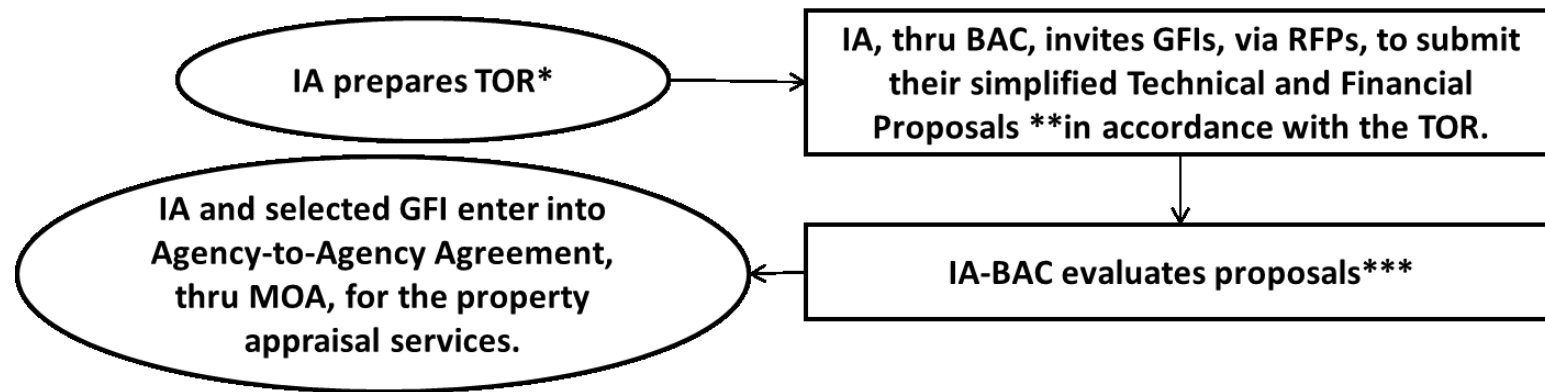 IA prepares TOR*
IA, thru BAC, invites GFIs, via RFPs, to submit
their simplified Technical and Financial
Proposals **in accordance with the TOR.
IA-BAC evaluates proposals***
IA and selected GFI enter into
Agency-to-Agency Agreement,
thru MOA, for the property
appraisal services.